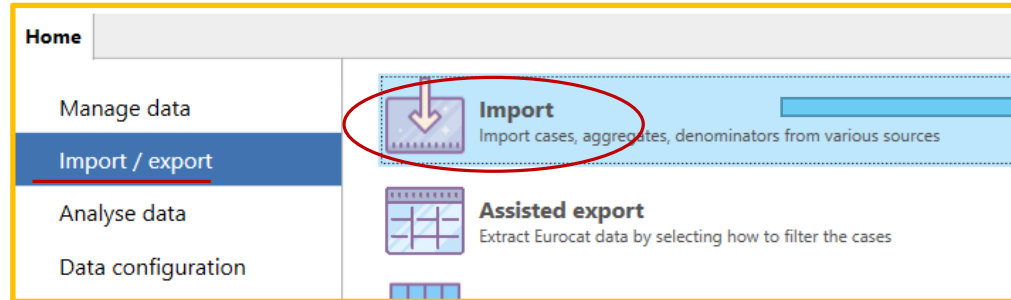 Home
Manage data
Import / export
Analyse data
Data configuration
Import
Import cases, aggregates, denominators from various sources
Assisted export
Extract Eurocat data by selecting how to filter the cases